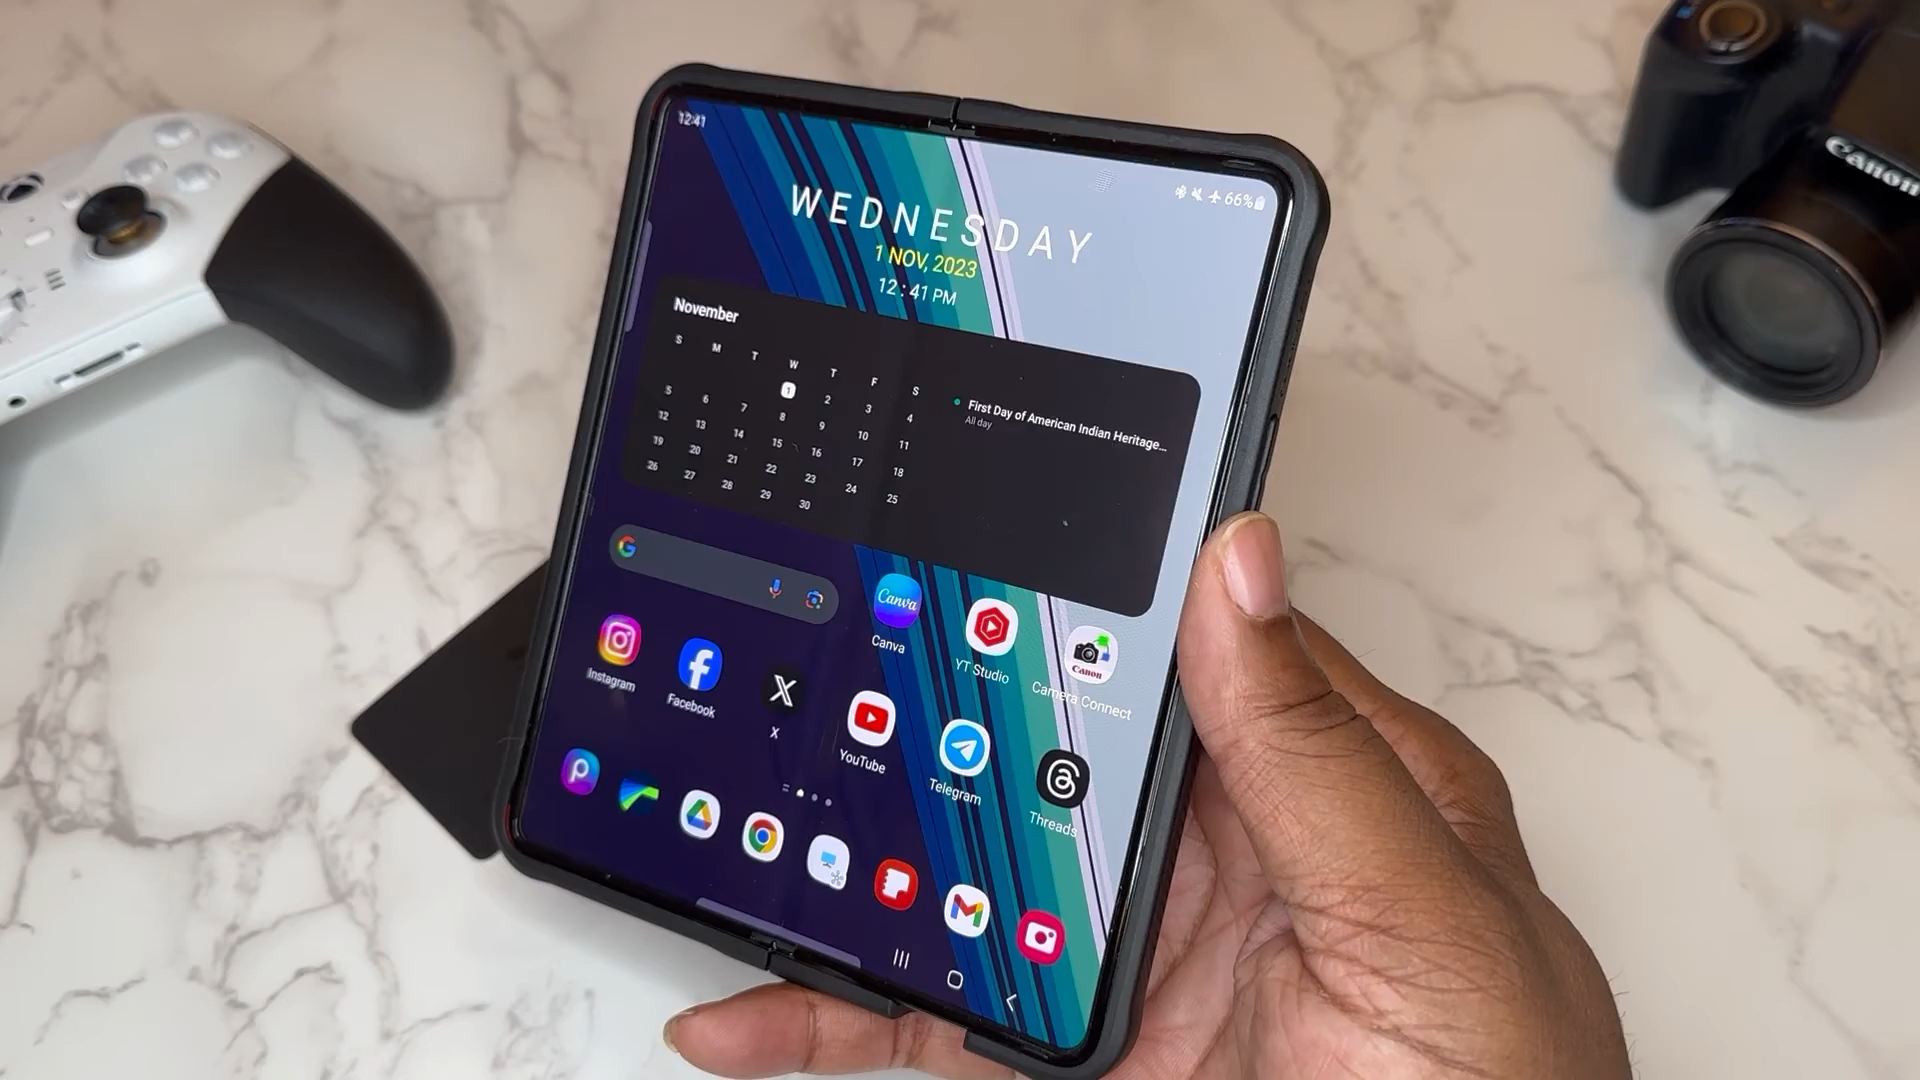 12:41
66%
WEDNESDAY
1 NOV, 2023
12:41 PM
November
S M T W T F S
1 2 3 4
5 6 7 8 9 10 11
12 13 14 15 16 17 18
19 20 21 22 23 24 25
26 27 28 29 30
First Day of American Indian Heritage...
All day
G
Canva
Canva
YT Studio
Canon
Camera Connect
Instagram
Facebook
X
YouTube
Telegram
Threads
Canon